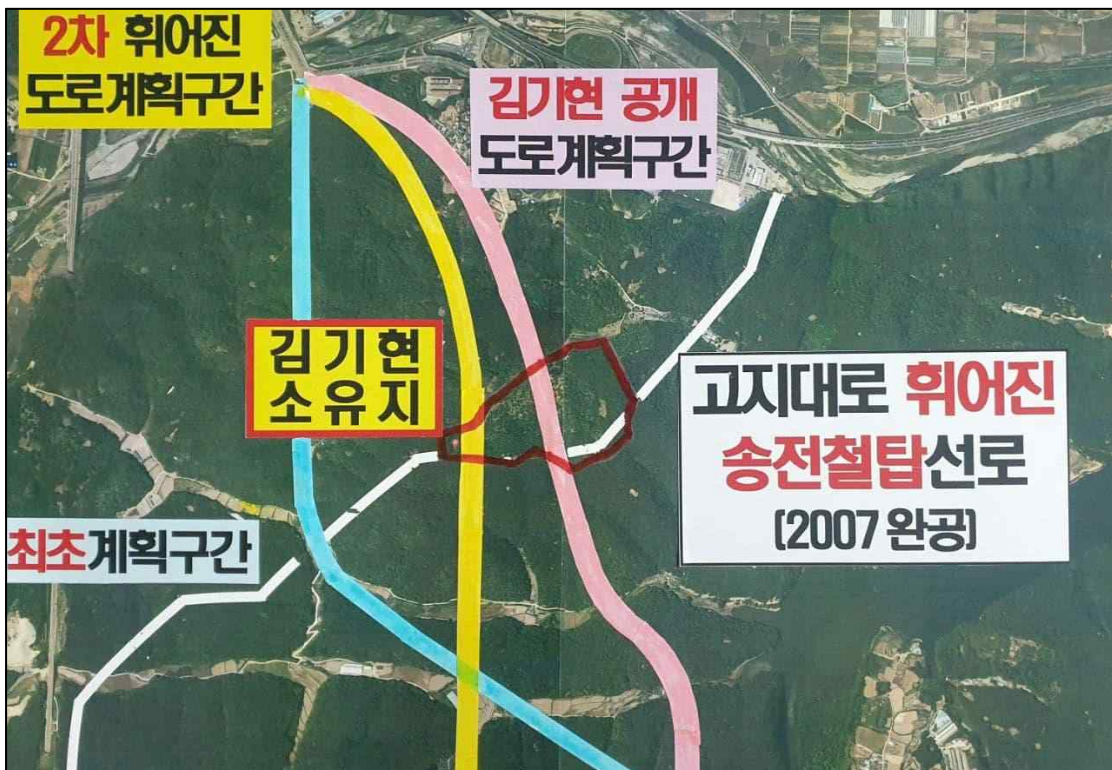 2차 휘어진
도로계획구간
김기현 공개
도로계획구간
김기현
소유지
고지대로 휘어진
송전철탑선로
(2007 완공)
최초계획구간